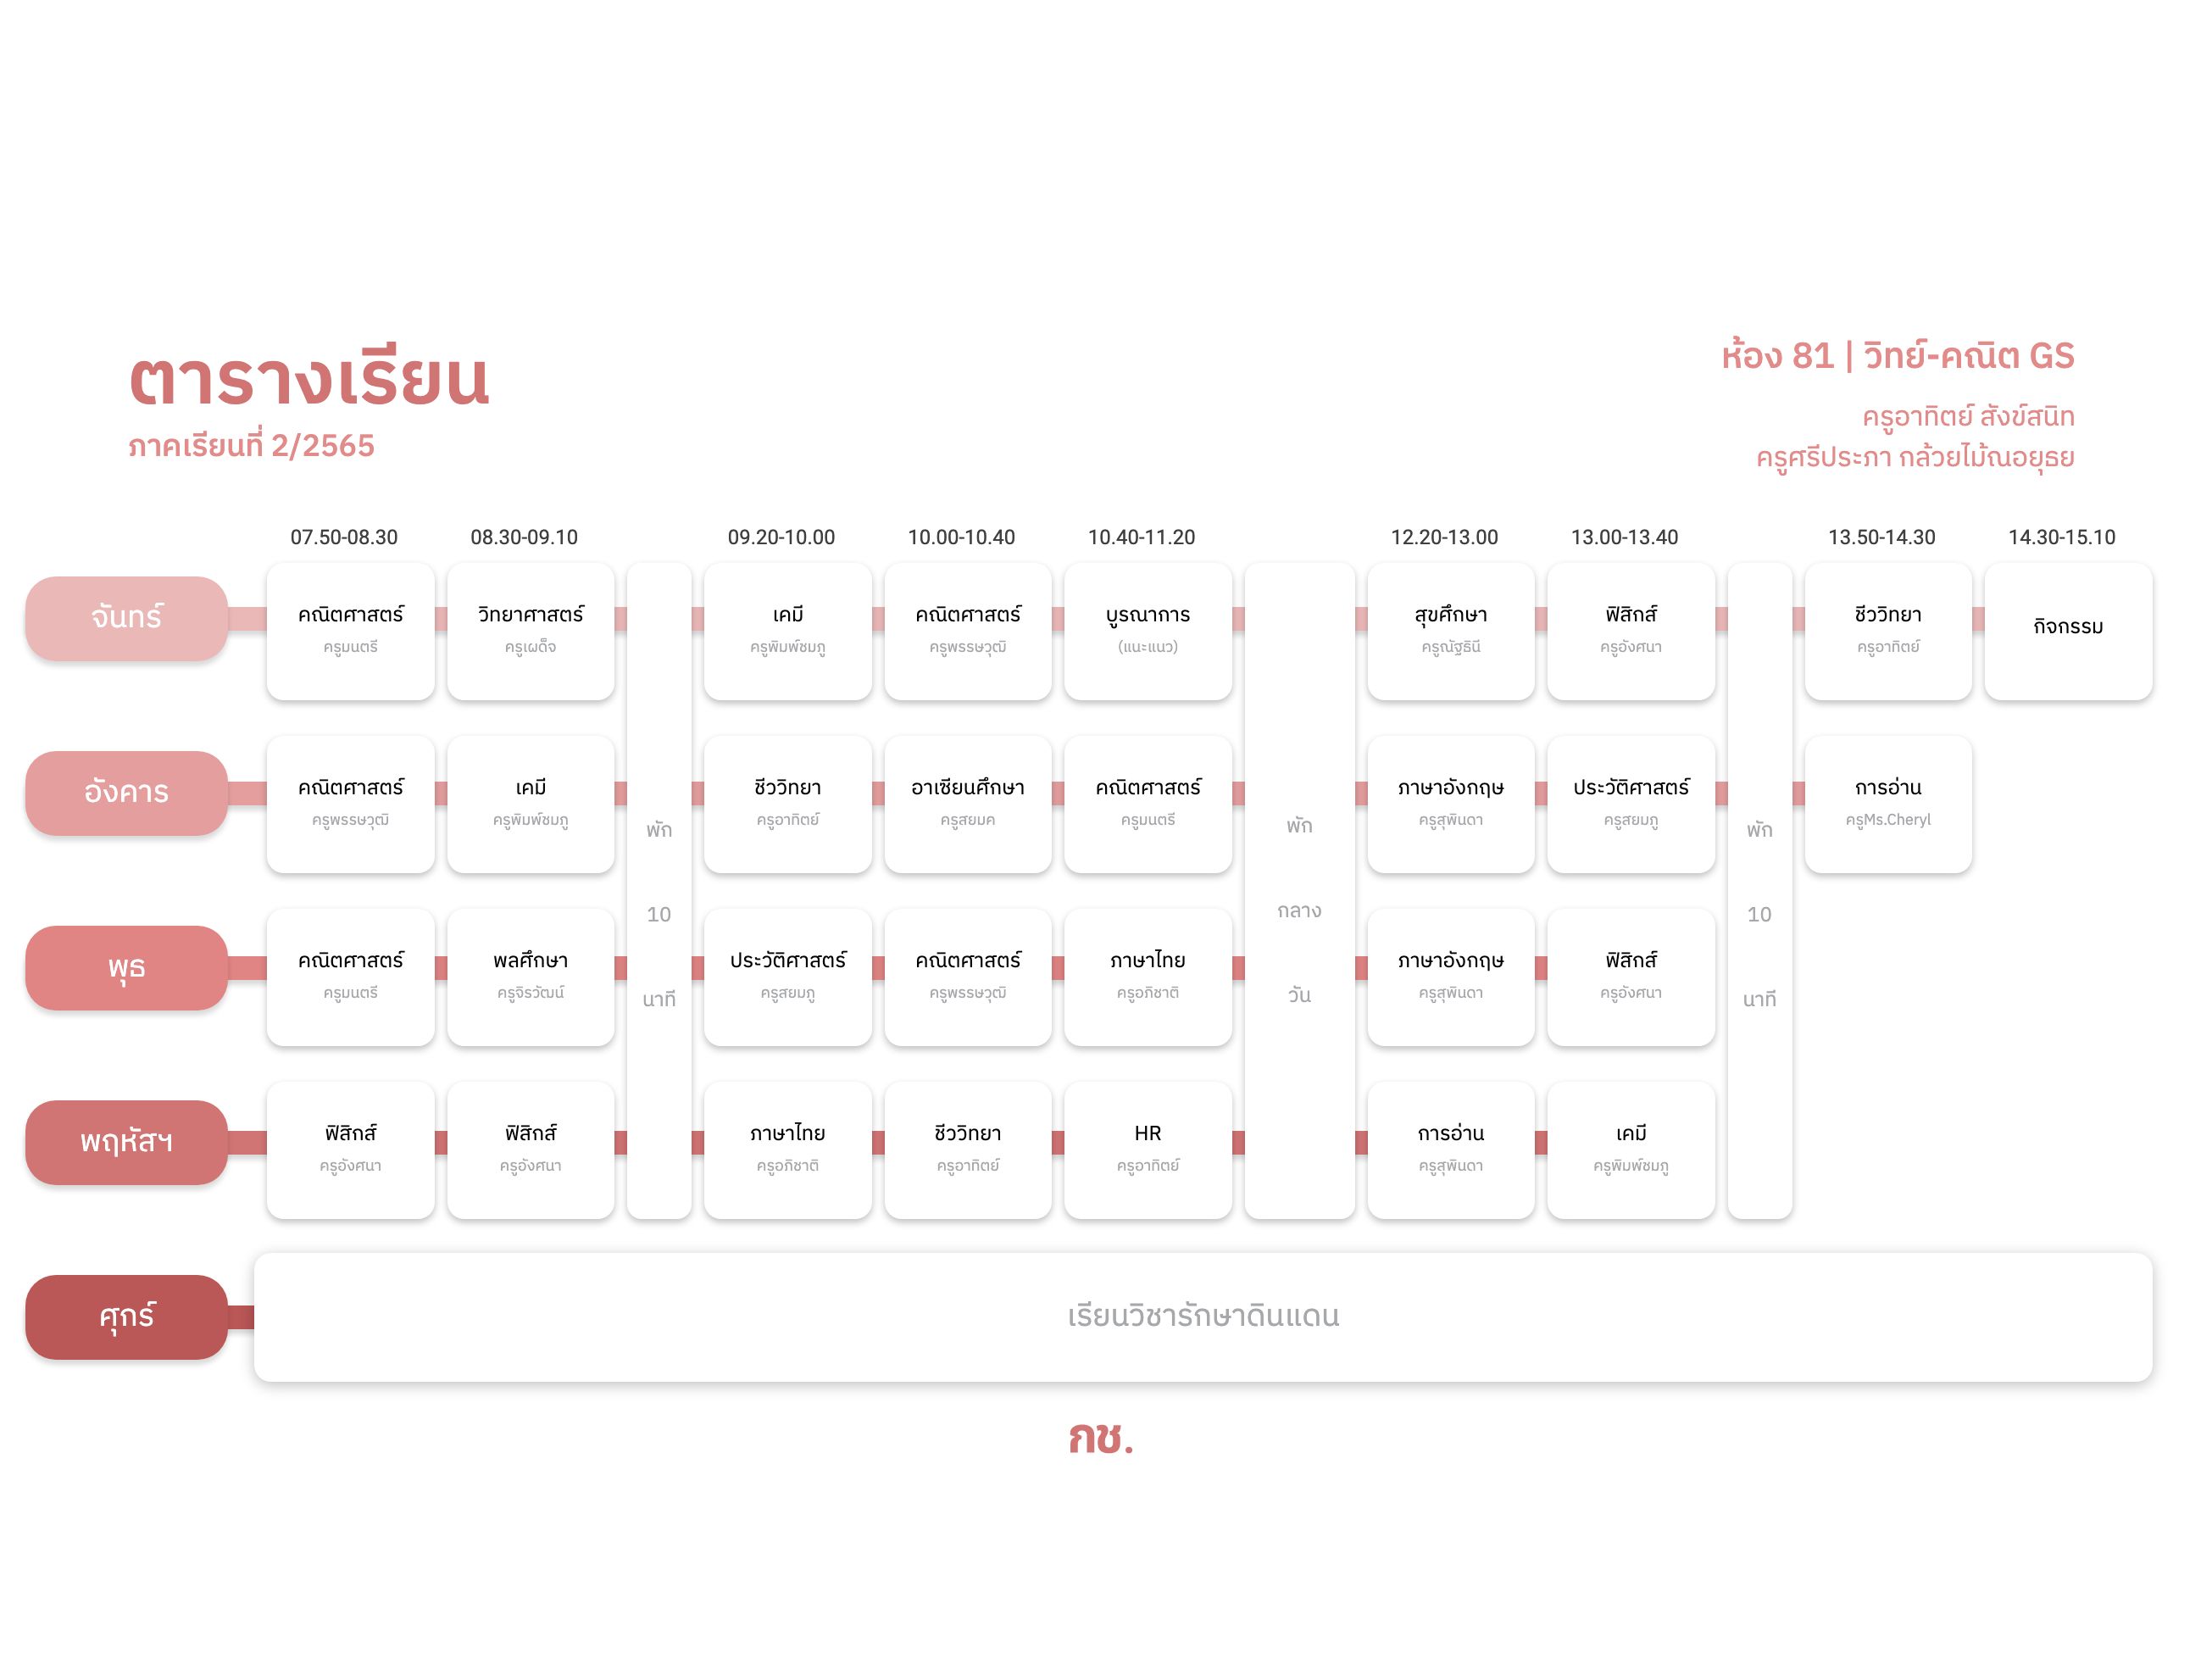 ตารางเรียน
ภาคเรียนที่ 2/2565
ห้อง 81 | วิทย์-คณิต GS
ครูอาทิตย์ สังข์สนิท
ครูศรีประภา กล้วยไม้ณอยุธย
07.50-08.30 08.30-09.10 09.20-10.00 10.00-10.40 10.40-11.20 12.20-13.00 13.00-13.40 13.50-14.30 14.30-15.10
จันทร์
คณิตศาสตร์ วิทยาศาสตร์ เคมี คณิตศาสตร์ บูรณาการ สุขศึกษา ฟิสิกส์ ชีววิทยา กิจกรรม
ครูมนตรี ครูเผด็จ ครูพิมพ์ชมภู ครูพรรษวุฒิ (แนะแนว) ครูณัฐธินี ครูอังศนา ครูอาทิตย์
อังคาร
คณิตศาสตร์ เคมี ชีววิทยา อาเซียนศึกษา คณิตศาสตร์ ภาษาอังกฤษ ประวัติศาสตร์ การอ่าน
ครูพรรษวุฒิ ครูพิมพ์ชมภู ครูอาทิตย์ ครูสยมค ครูมนตรี ครูสุพินดา ครูสยมภู ครูMs.Cheryl
พัก
10
นาที
พัก
กลาง
วัน
พัก
10
นาที
พุธ
คณิตศาสตร์ พลศึกษา ประวัติศาสตร์ คณิตศาสตร์ ภาษาไทย ภาษาอังกฤษ ฟิสิกส์
ครูมนตรี ครูจิรวัฒน์ ครูสยมภู ครูพรรษวุฒิ ครูอภิชาติ ครูสุพินดา ครูอังศนา
พฤหัสฯ
ฟิสิกส์ ฟิสิกส์ ภาษาไทย ชีววิทยา HR การอ่าน เคมี
ครูอังศนา ครูอังศนา ครูอภิชาติ ครูอาทิตย์ ครูอาทิตย์ ครูสุพินดา ครูพิมพ์ชมภู
ศุกร์
เรียนวิชารักษาดินแดน
กช.